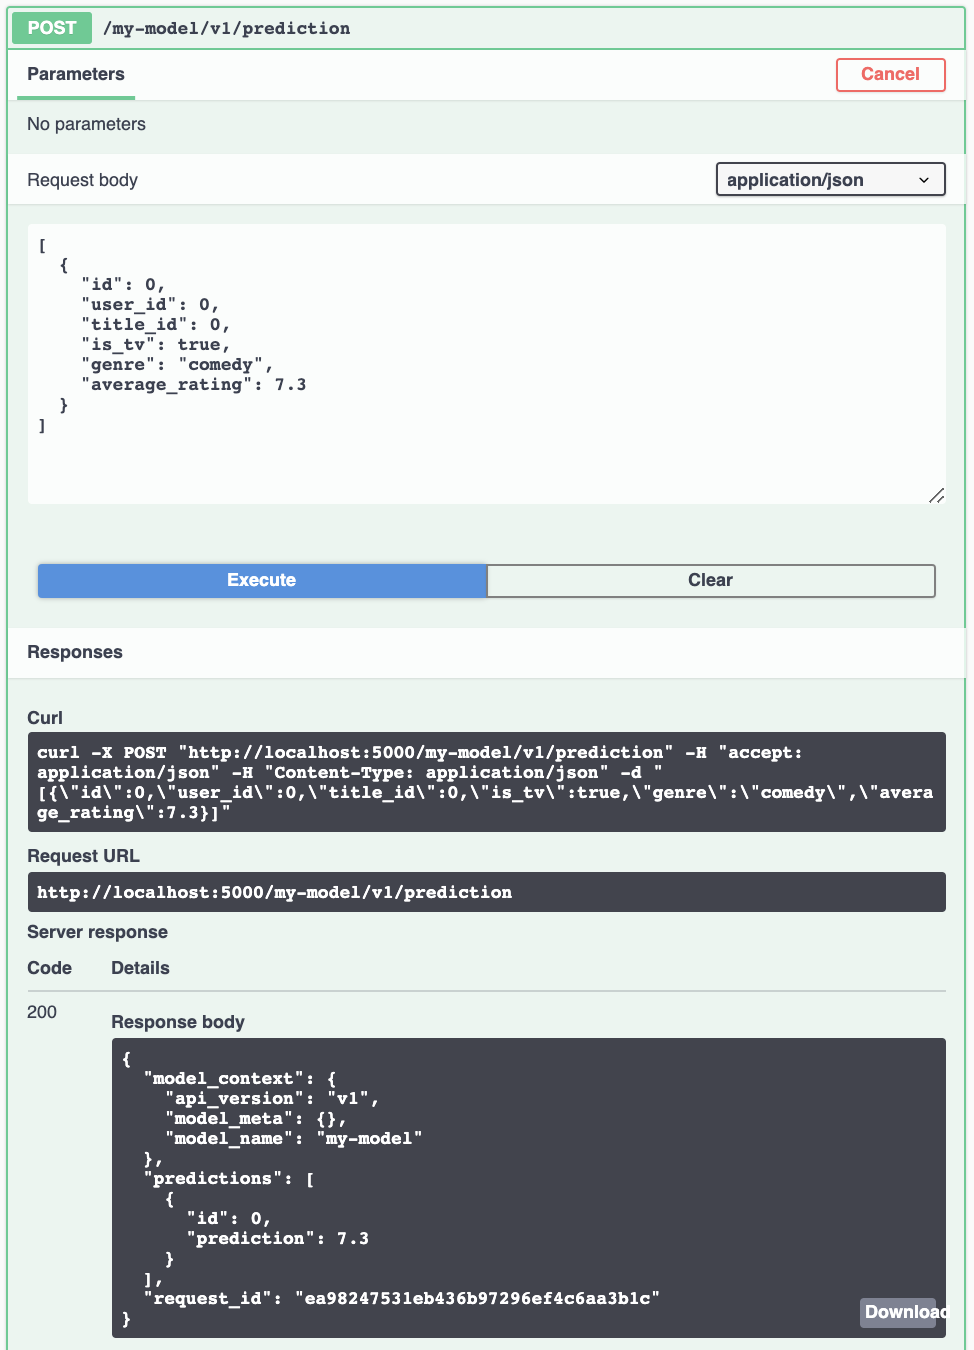 POST /my-model/v1/prediction
Parameters
Cancel
No parameters
Request body
application/json
[
  {
    "id": 0,
    "user_id": 0,
    "title_id": 0,
    "is_tv": true,
    "genre": "comedy",
    "average_rating": 7.3
  }
]
Execute
Clear
Responses
Curl
curl -X POST "http://localhost:5000/my-model/v1/prediction" -H "accept:
application/json" -H "Content-Type: application/json" -d "
[{\"id\":0,\"user_id\":0,\"title_id\":0,\"is_tv\":true,\"genre\":\"comedy\",\"avera
ge_rating\":7.3}]"
Request URL
http://localhost:5000/my-model/v1/prediction
Server response
Code Details
200
Response body
{
  "model_context": {
    "api_version": "v1",
    "model_meta": {},
    "model_name": "my-model"
  },
  "predictions": [
    {
      "id": 0,
      "prediction": 7.3
    }
  ],
  "request_id": "ea98247531eb436b97296ef4c6aa3b1c"
}
Download